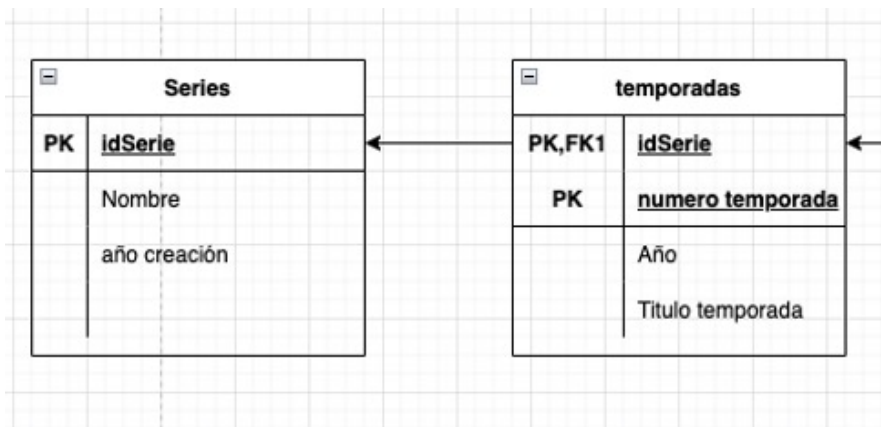 Series
PK idSerie
Nombre
año creación
temporadas
PK,FK1 idSerie
PK numero temporada
Año
Titulo temporada